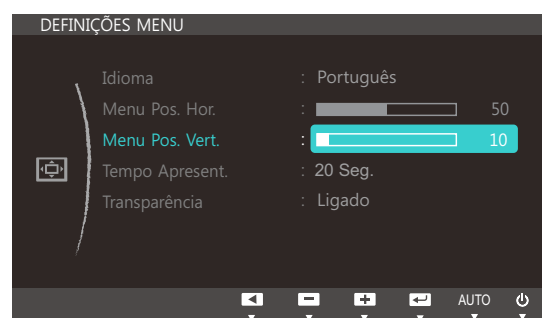 DEFINIÇÕES MENU
Idioma : Português
Menu Pos. Hor. : 50
Menu Pos. Vert. : 10
Tempo Apresent. : 20 Seg.
Transparência : Ligado
AUTO